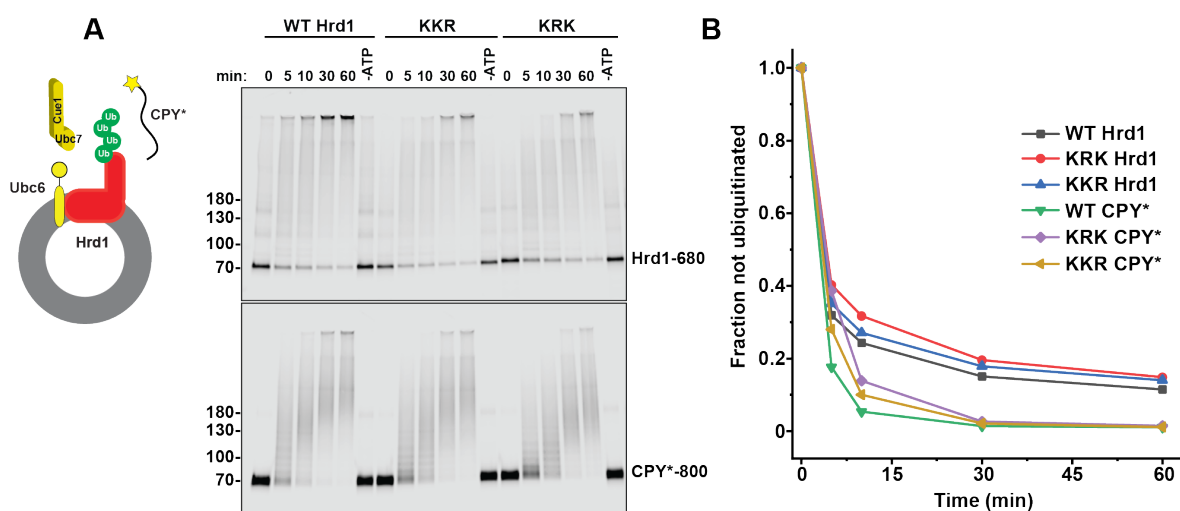 A
WT Hrd1 KKR KRK
min: 0 5 10 30 60 -ATP 0 5 10 30 60 -ATP 0 5 10 30 60 -ATP
Cue1
Ubc7
Ub
Ub
Ub
Ub
CPY*
Ubc6
Hrd1
180-
130-
100-
70-
Hrd1-680
180-
130-
100-
70-
CPY*-800
B
Fraction not ubiquitinated
1.0
0.8
0.6
0.4
0.2
0
WT Hrd1
KRK Hrd1
KKR Hrd1
WT CPY*
KRK CPY*
KKR CPY*
0 15 30 45 60
Time (min)